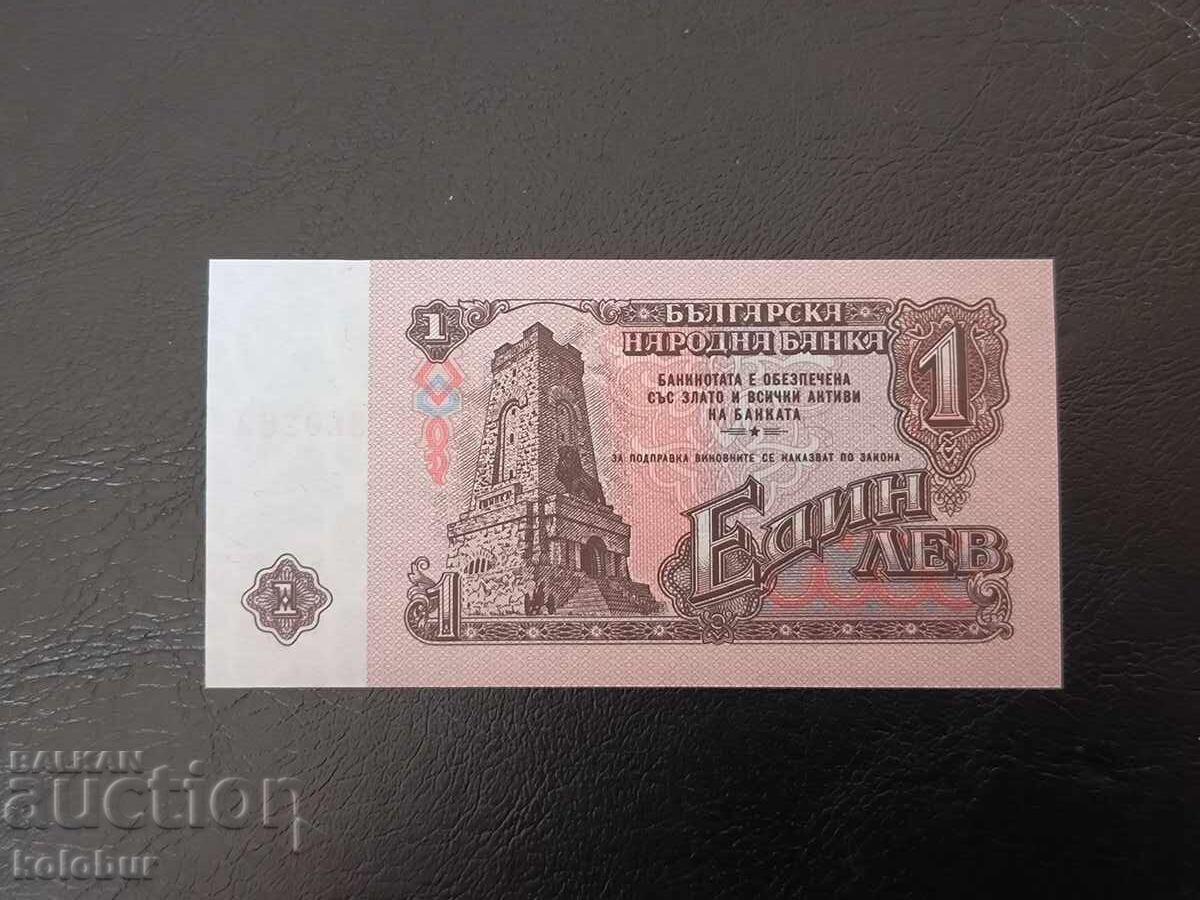 1
БЪЛГАРСКА
НАРОДНА БАНКА
1
БАНКНОТАТА Е ОБЕЗПЕЧЕНА
СЪС ЗЛАТО И ВСИЧКИ АКТИВИ
НА БАНКАТА
ЗА ПОДПРАВКА ВИНОВНИТЕ СЕ НАКАЗВАТ ПО ЗАКОНА
ЕДИН
ЛЕВ
1
1
BALKAN
auction
kolobur